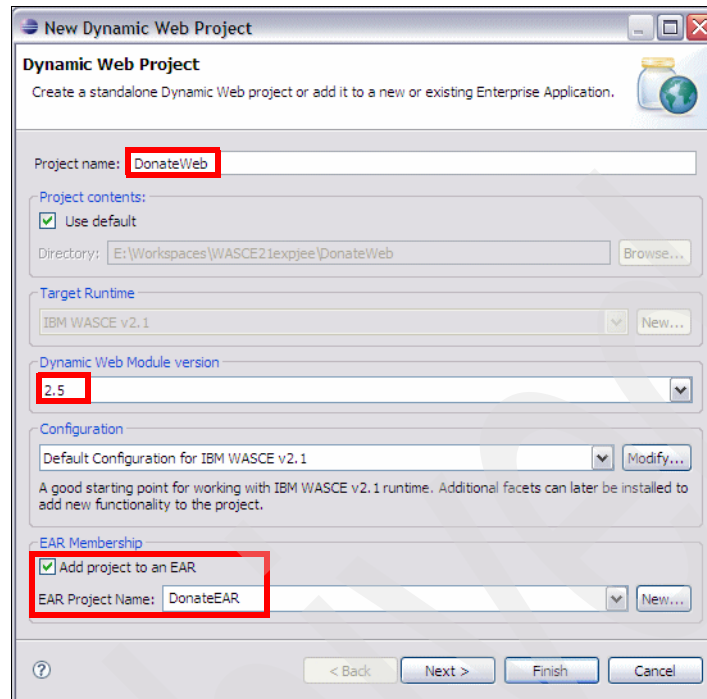 New Dynamic Web Project
Dynamic Web Project
Create a standalone Dynamic Web project or add it to a new or existing Enterprise Application.
Project name: DonateWeb
Project contents:
Use default
Directory: E:\Workspaces\WASCE21expjee\DonateWeb Browse...
Target Runtime
IBM WASCE v2.1 New...
Dynamic Web Module version
2.5
Configuration
Default Configuration for IBM WASCE v2.1 Modify...
A good starting point for working with IBM WASCE v2.1 runtime. Additional facets can later be installed to
add new functionality to the project.
EAR Membership
Add project to an EAR
EAR Project Name: DonateEAR New...
? < Back Next > Finish Cancel